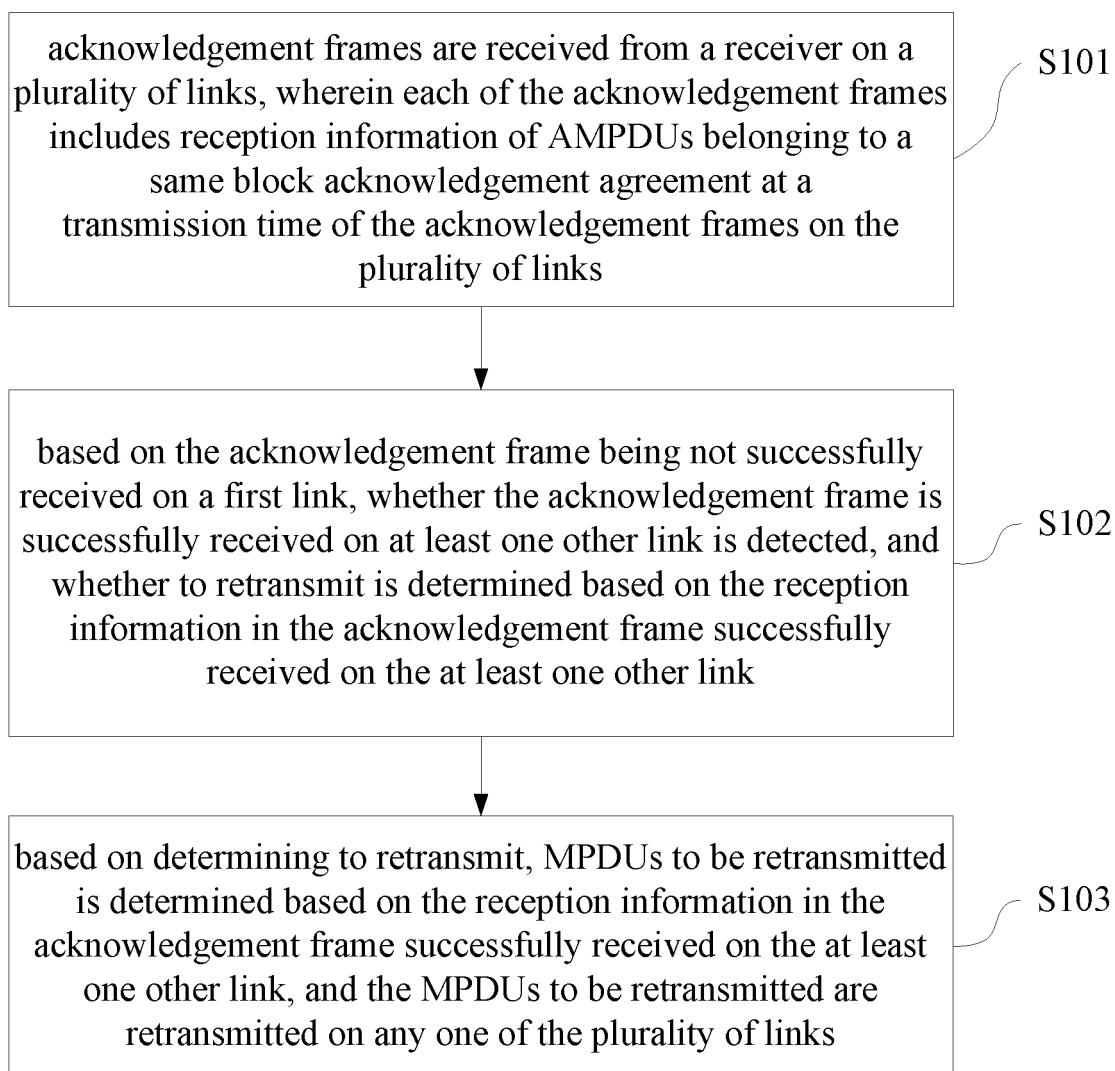 acknowledgement frames are received from a receiver on a
plurality of links, wherein each of the acknowledgement frames
includes reception information of AMPDUs belonging to a
same block acknowledgement agreement at a
transmission time of the acknowledgement frames on the
plurality of links
S101
based on the acknowledgement frame being not successfully
received on a first link, whether the acknowledgement frame is
successfully received on at least one other link is detected, and
whether to retransmit is determined based on the reception
information in the acknowledgement frame successfully
received on the at least one other link
S102
based on determining to retransmit, MPDUs to be retransmitted
is determined based on the reception information in the
acknowledgement frame successfully received on the at least
one other link, and the MPDUs to be retransmitted are
retransmitted on any one of the plurality of links
S103